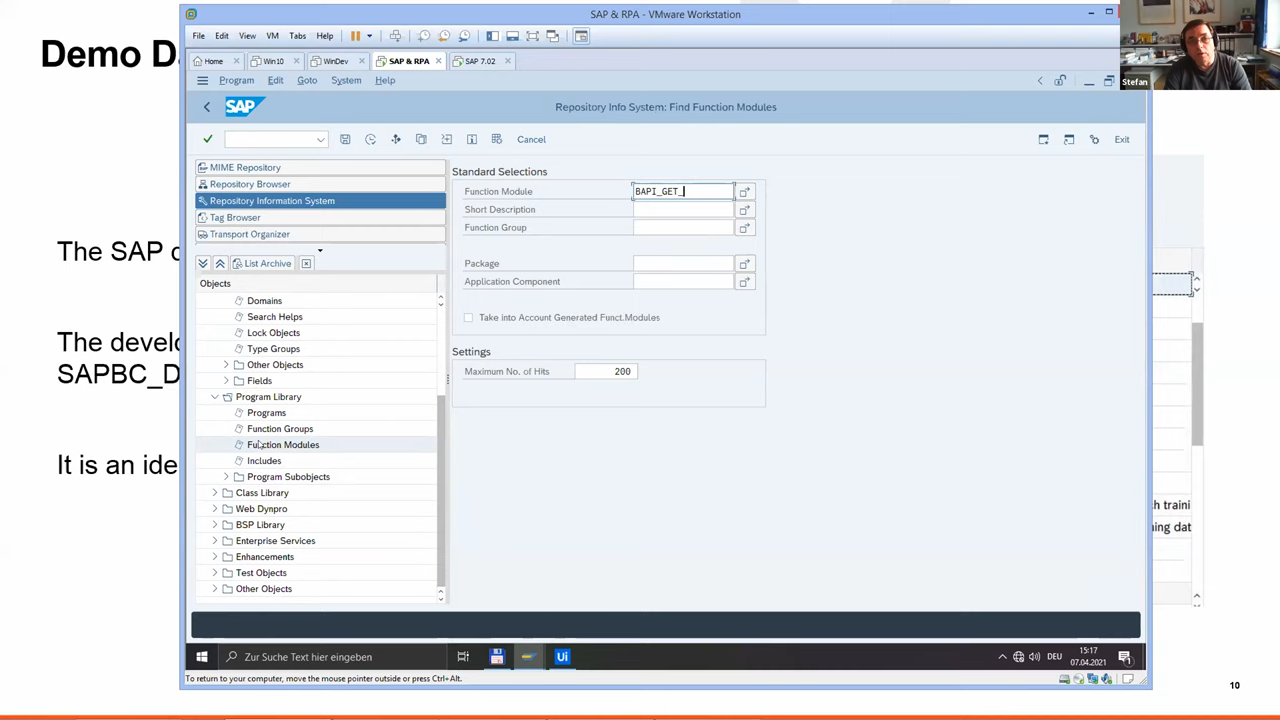 Demo D
SAP & RPA - VMware Workstation
File Edit View VM Tabs Help
Home × Win10 × WinDev × SAP & RPA × SAP 7.02 ×
Program Edit Goto System Help
Stefan
SAP
Repository Info System: Find Function Modules
Cancel
Exit
MIME Repository
Repository Browser
Repository Information System
Tag Browser
Transport Organizer
List Archive
Objects
Domains
Search Helps
Lock Objects
Type Groups
Other Objects
Fields
Program Library
Programs
Function Groups
Function Modules
Includes
Program Subobjects
Class Library
Web Dynpro
BSP Library
Enterprise Services
Enhancements
Test Objects
Other Objects
Standard Selections
Function Module BAPI_GET_
Short Description
Function Group
Package
Application Component
Take into Account Generated Funct.Modules
Settings
Maximum No. of Hits 200
The SAP
The develo
SAPBC_D
It is an ide
ch traini
ning dat
Zur Suche Text hier eingeben
Ui
DEU
15:17
07.04.2021
1
To return to your computer, move the mouse pointer outside or press Ctrl+Alt.
10